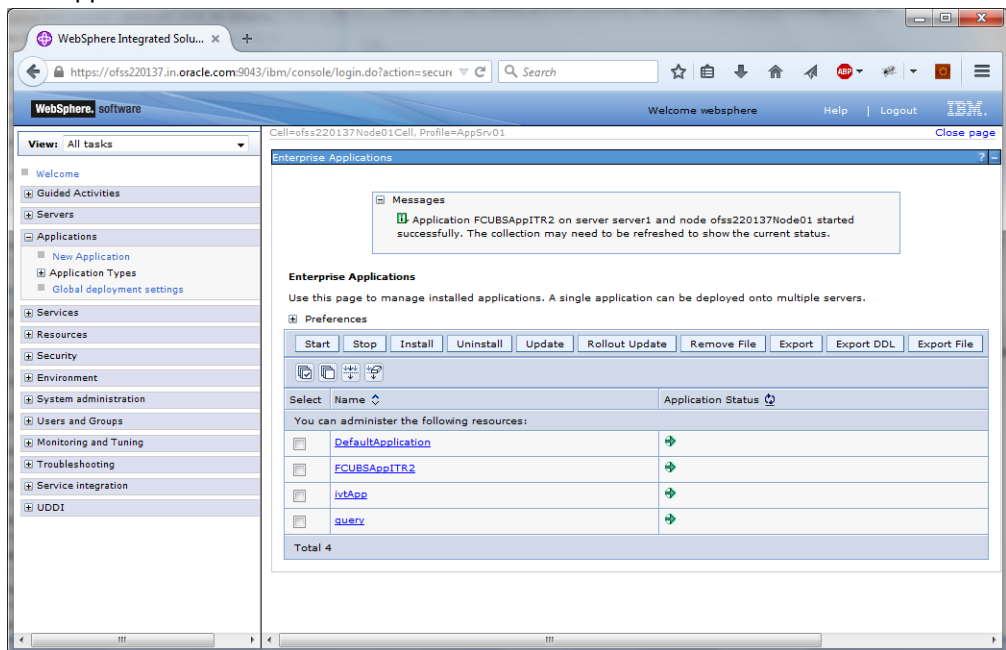 WebSphere Integrated Solu... × +
https://ofss220137.in.oracle.com:9043/ibm/console/login.do?action=secure
Search
ABP
WebSphere. software
Welcome websphere
Help | Logout
IBM.
View: All tasks
Welcome
Guided Activities
Servers
Applications
New Application
Application Types
Global deployment settings
Services
Resources
Security
Environment
System administration
Users and Groups
Monitoring and Tuning
Troubleshooting
Service integration
UDDI
Cell=ofss220137Node01Cell, Profile=AppSrv01
Close page
Enterprise Applications
? -
Messages
Application FCUBSAppITR2 on server server1 and node ofss220137Node01 started
successfully. The collection may need to be refreshed to show the current status.
Enterprise Applications
Use this page to manage installed applications. A single application can be deployed onto multiple servers.
Preferences
Start Stop Install Uninstall Update Rollout Update Remove File Export Export DDL Export File
Select Name Application Status
You can administer the following resources:
DefaultApplication
FCUBSAppITR2
ivtApp
query
Total 4